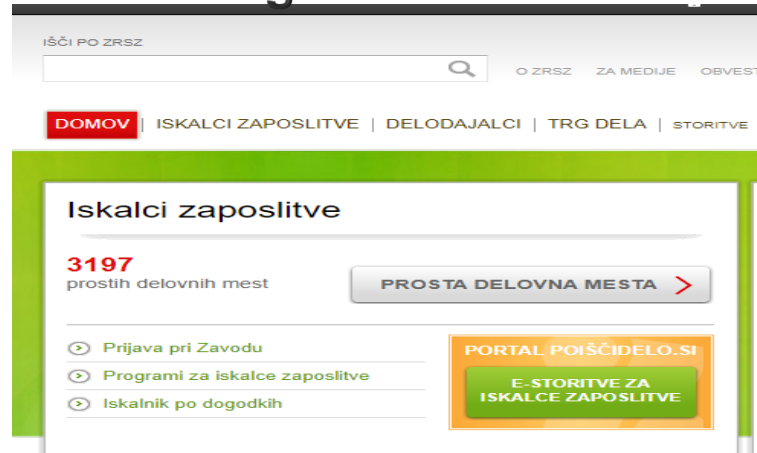 IŠČI PO ZRSZ
O ZRSZ ZA MEDIJE
DOMOV | ISKALCI ZAPOSLITVE | DELODAJALCI | TRG DELA | STORITVE
Iskalci zaposlitve
3197
prostih delovnih mest
PROSTA DELOVNA MESTA
Prijava pri Zavodu
Programi za iskalce zaposlitve
Iskalnik po dogodkih
PORTAL POIŠČIDELO.SI
E-STORITVE ZA
ISKALCE ZAPOSLITVE